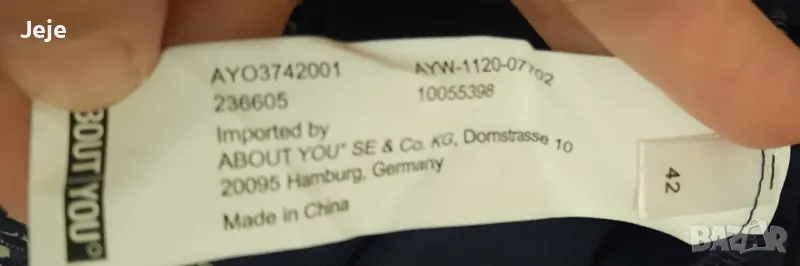 Jeje
AYO3742001 AYW-1120-07702
236605 10055398
Imported by
ABOUT YOU° SE & Co. KG, Domstrasse 10
20095 Hamburg, Germany
Made in China
BOUT YOU©
42
BAZAR